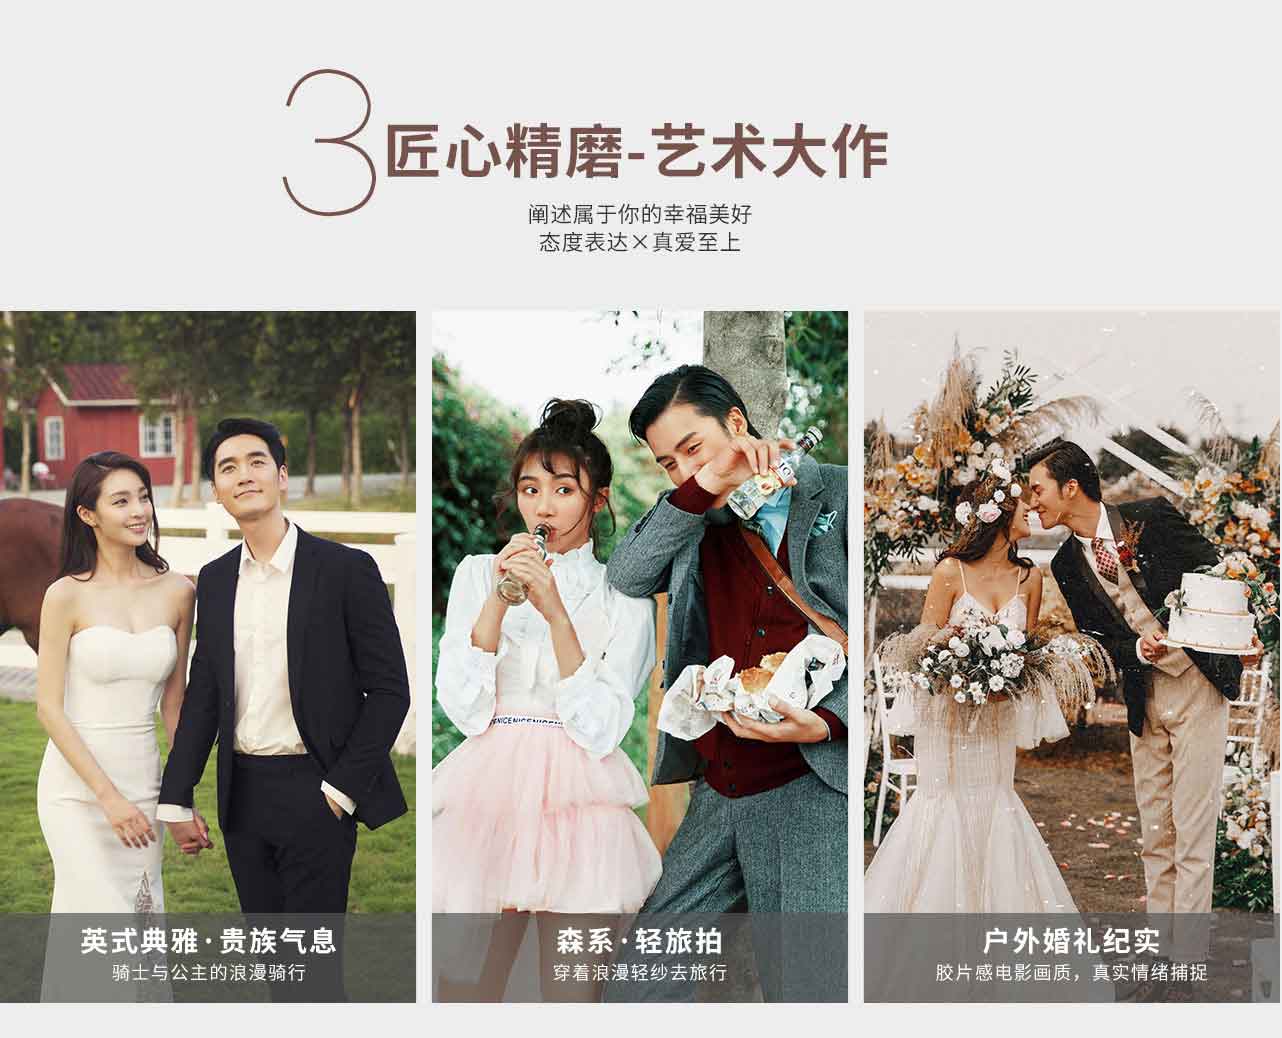 3 匠心精磨-艺术大作
阐述属于你的幸福美好
态度表达×真爱至上
英式典雅·贵族气息
骑士与公主的浪漫骑行
森系·轻旅拍
穿着浪漫轻纱去旅行
户外婚礼纪实
胶片感电影画质，真实情绪捕捉